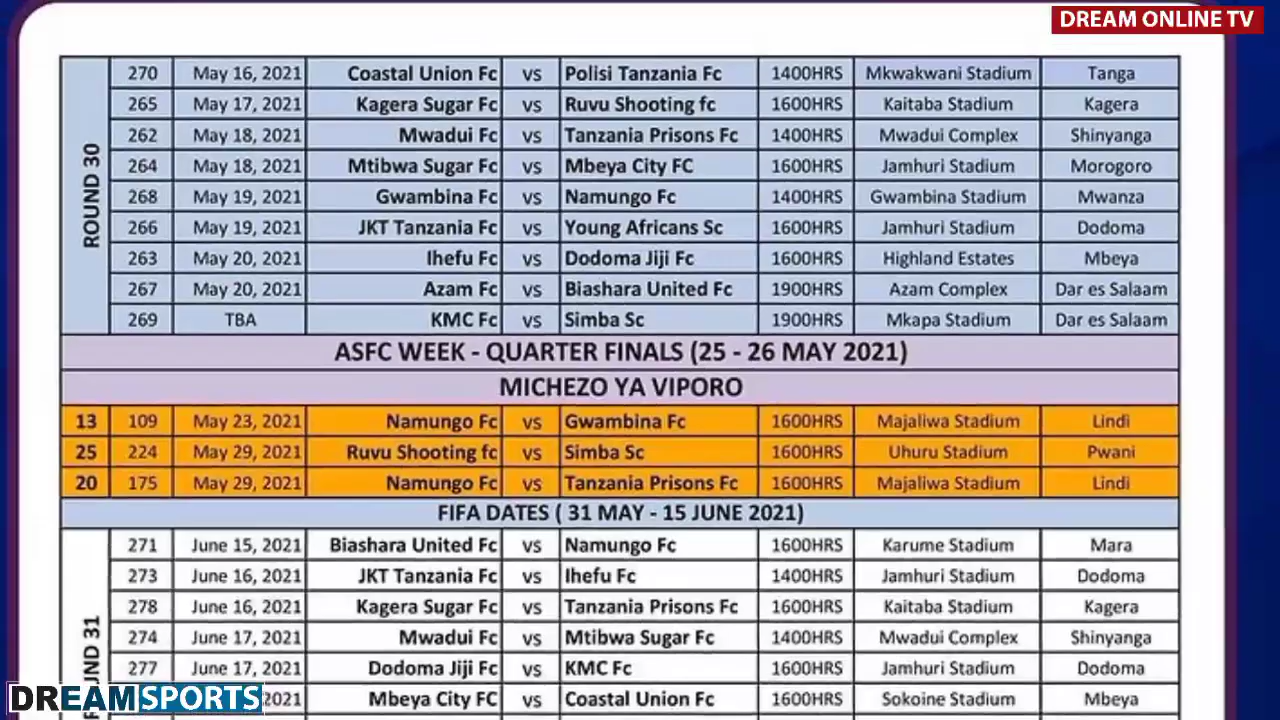 DREAM ONLINE TV
ROUND 30
270 May 16, 2021 Coastal Union Fc vs Polisi Tanzania Fc 1400HRS Mkwakwani Stadium Tanga
265 May 17, 2021 Kagera Sugar Fc vs Ruvu Shooting fc 1600HRS Kaitaba Stadium Kagera
262 May 18, 2021 Mwadui Fc vs Tanzania Prisons Fc 1400HRS Mwadui Complex Shinyanga
264 May 18, 2021 Mtibwa Sugar Fc vs Mbeya City FC 1600HRS Jamhuri Stadium Morogoro
268 May 19, 2021 Gwambina Fc vs Namungo Fc 1400HRS Gwambina Stadium Mwanza
266 May 19, 2021 JKT Tanzania Fc vs Young Africans Sc 1600HRS Jamhuri Stadium Dodoma
263 May 20, 2021 Ihefu Fc vs Dodoma Jiji Fc 1600HRS Highland Estates Mbeya
267 May 20, 2021 Azam Fc vs Biashara United Fc 1900HRS Azam Complex Dar es Salaam
269 TBA KMC Fc vs Simba Sc 1900HRS Mkapa Stadium Dar es Salaam
ASFC WEEK - QUARTER FINALS (25 - 26 MAY 2021)
MICHEZO YA VIPORO
13 109 May 23, 2021 Namungo Fc vs Gwambina Fc 1600HRS Majaliwa Stadium Lindi
25 224 May 29, 2021 Ruvu Shooting fc vs Simba Sc 1600HRS Uhuru Stadium Pwani
20 175 May 29, 2021 Namungo Fc vs Tanzania Prisons Fc 1600HRS Majaliwa Stadium Lindi
FIFA DATES ( 31 MAY - 15 JUNE 2021)
271 June 15, 2021 Biashara United Fc vs Namungo Fc 1600HRS Karume Stadium Mara
273 June 16, 2021 JKT Tanzania Fc vs Ihefu Fc 1400HRS Jamhuri Stadium Dodoma
278 June 16, 2021 Kagera Sugar Fc vs Tanzania Prisons Fc 1600HRS Kaitaba Stadium Kagera
274 June 17, 2021 Mwadui Fc vs Mtibwa Sugar Fc 1400HRS Mwadui Complex Shinyanga
277 June 17, 2021 Dodoma Jiji Fc vs KMC Fc 1600HRS Jamhuri Stadium Dodoma
2021 Mbeya City FC vs Coastal Union Fc 1600HRS Sokoine Stadium Mbeya
31
DREAMSPORTS